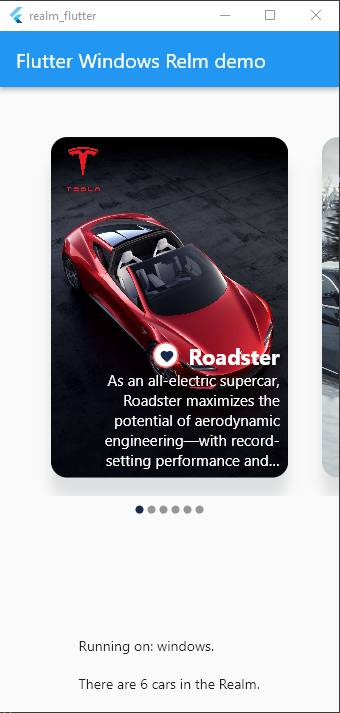 realm_flutter
Flutter Windows Relm demo
TESLA
Roadster
As an all-electric supercar,
Roadster maximizes the
potential of aerodynamic
engineering—with record-
setting performance and...
Running on: windows.
There are 6 cars in the Realm.